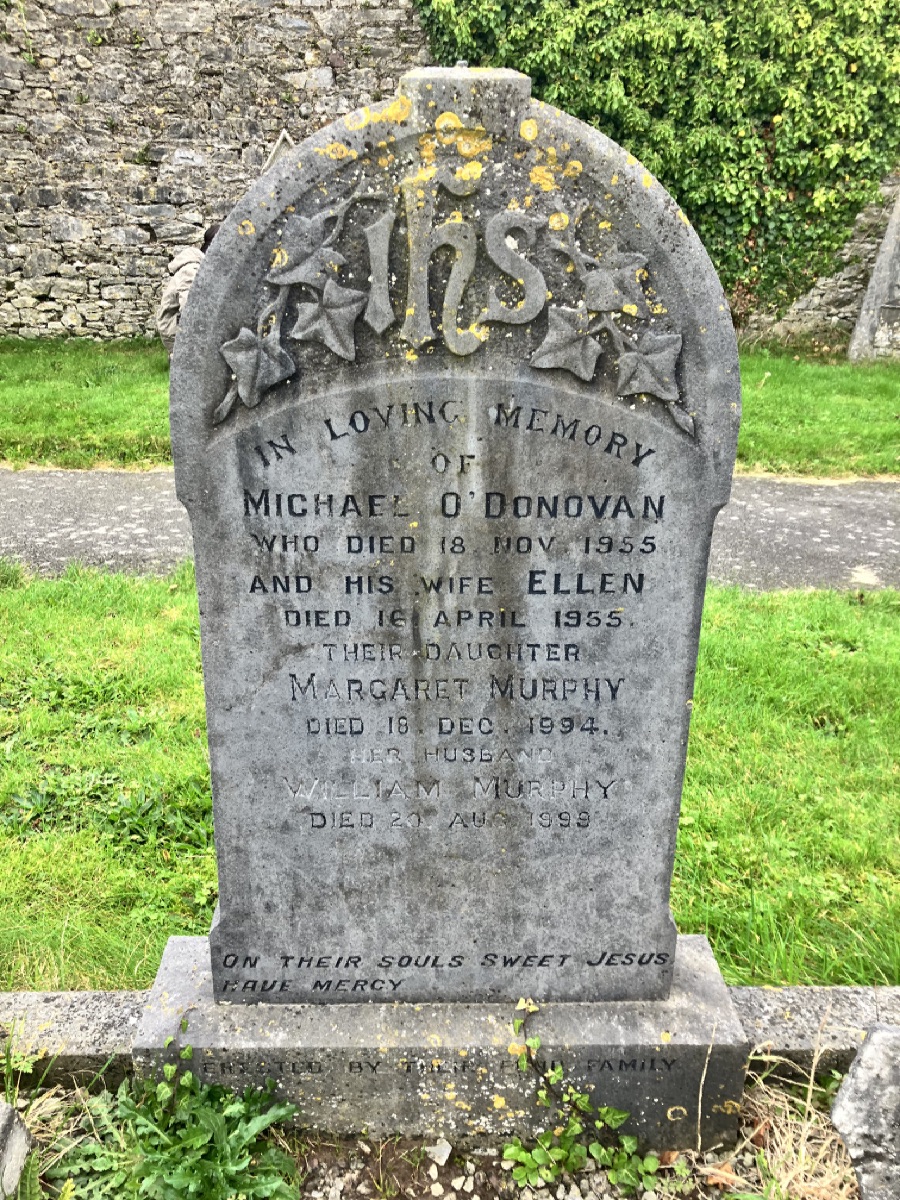 IHS
IN LOVING MEMORY
OF
MICHAEL O'DONOVAN
WHO DIED 18 NOV. 1955
AND HIS WIFE ELLEN
DIED 16 APRIL 1955.
THEIR DAUGHTER
MARGARET MURPHY
DIED 18 DEC. 1994.
HER HUSBAND
WILLIAM MURPHY
DIED 20 AUG 1999
ON THEIR SOULS SWEET JESUS
HAVE MERCY
ERECTED BY THEIR FOND FAMILY